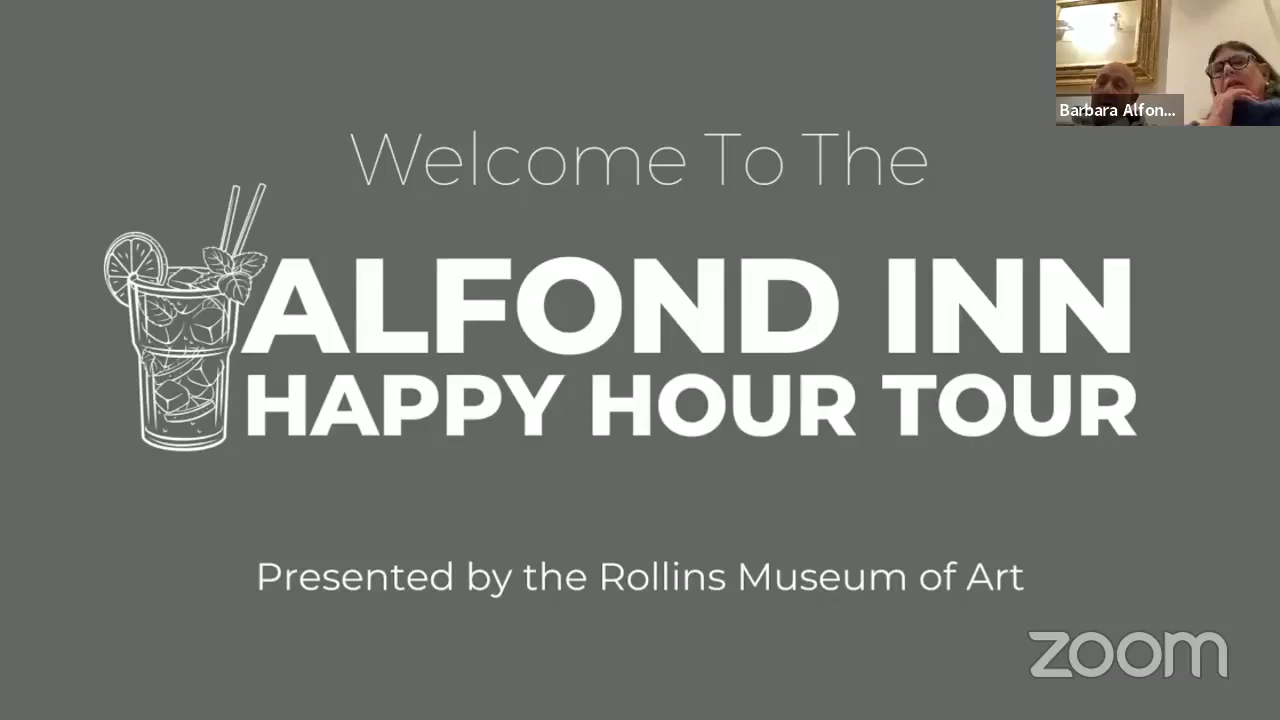 Barbara Alfon...
Welcome To The
ALFOND INN
HAPPY HOUR TOUR
Presented by the Rollins Museum of Art
zoom